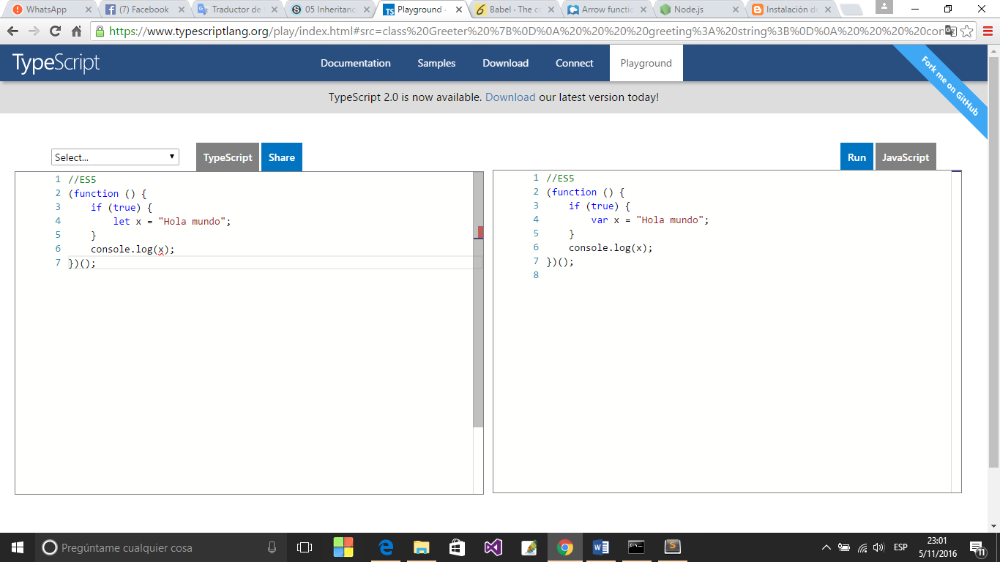 WhatsApp
(7) Facebook
Traductor de
05 Inheritanc
Playground ·
Babel · The co
Arrow functio
Node.js
Instalación de
https://www.typescriptlang.org/play/index.html#src=class%20Greeter%20%7B%0D%0A%20%20%20%20greeting%3A%20string%3B%0D%0A%20%20%20%20con
TypeScript
Documentation
Samples
Download
Connect
Playground
Fork me on GitHub
TypeScript 2.0 is now available. Download our latest version today!
Select...
TypeScript
Share
Run
JavaScript
1 //ES5
2 (function () {
3     if (true) {
4         let x = "Hola mundo";
5     }
6     console.log(x);
7 })();
1 //ES5
2 (function () {
3     if (true) {
4         var x = "Hola mundo";
5     }
6     console.log(x);
7 })();
8
Pregúntame cualquier cosa
ESP
23:01
5/11/2016
11